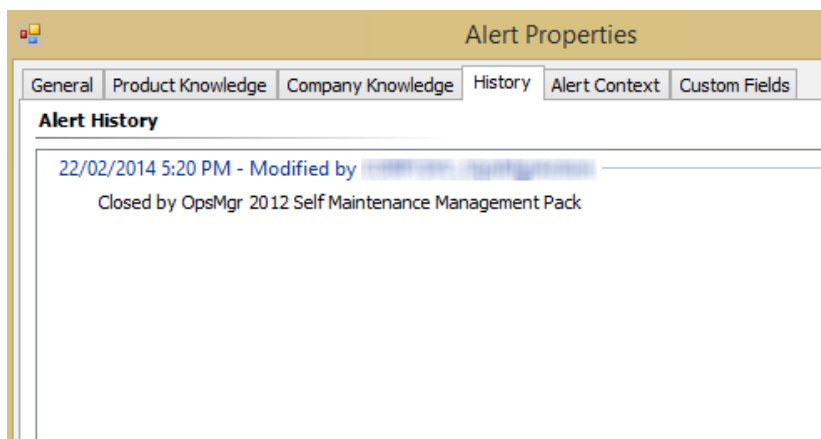 Alert Properties
General Product Knowledge Company Knowledge History Alert Context Custom Fields
Alert History
22/02/2014 5:20 PM - Modified by
Closed by OpsMgr 2012 Self Maintenance Management Pack